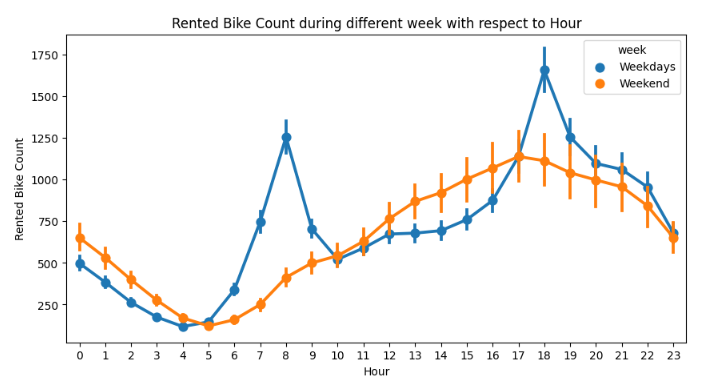 Rented Bike Count during different week with respect to Hour
week
Weekdays
Weekend
1750
1500
1250
1000
750
500
250
Rented Bike Count
0 1 2 3 4 5 6 7 8 9 10 11 12 13 14 15 16 17 18 19 20 21 22 23
Hour